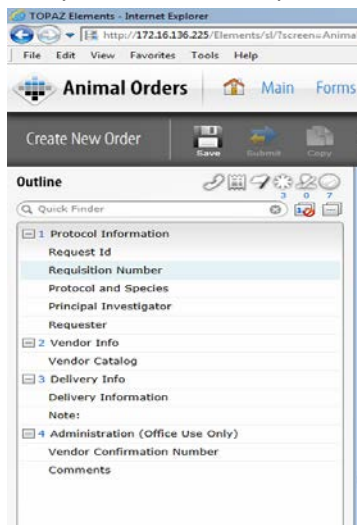 TOPAZ Elements - Internet Explorer
http://172.16.136.225/Elements/sl/?screen=Anima
File Edit View Favorites Tools Help
Animal Orders Main Forms
Create New Order Save Submit Copy
Outline
3 0 7
Quick Finder
1 Protocol Information
Request Id
Requisition Number
Protocol and Species
Principal Investigator
Requester
2 Vendor Info
Vendor Catalog
3 Delivery Info
Delivery Information
Note:
4 Administration (Office Use Only)
Vendor Confirmation Number
Comments